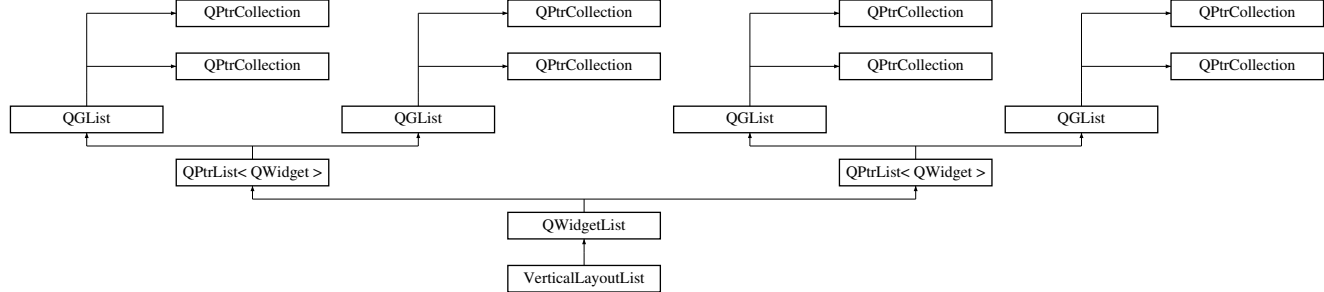 QPtrCollection QPtrCollection QPtrCollection QPtrCollection
QPtrCollection QPtrCollection QPtrCollection QPtrCollection
QGList QGList QGList QGList
QPtrList< QWidget > QPtrList< QWidget >
QWidgetList
VerticalLayoutList